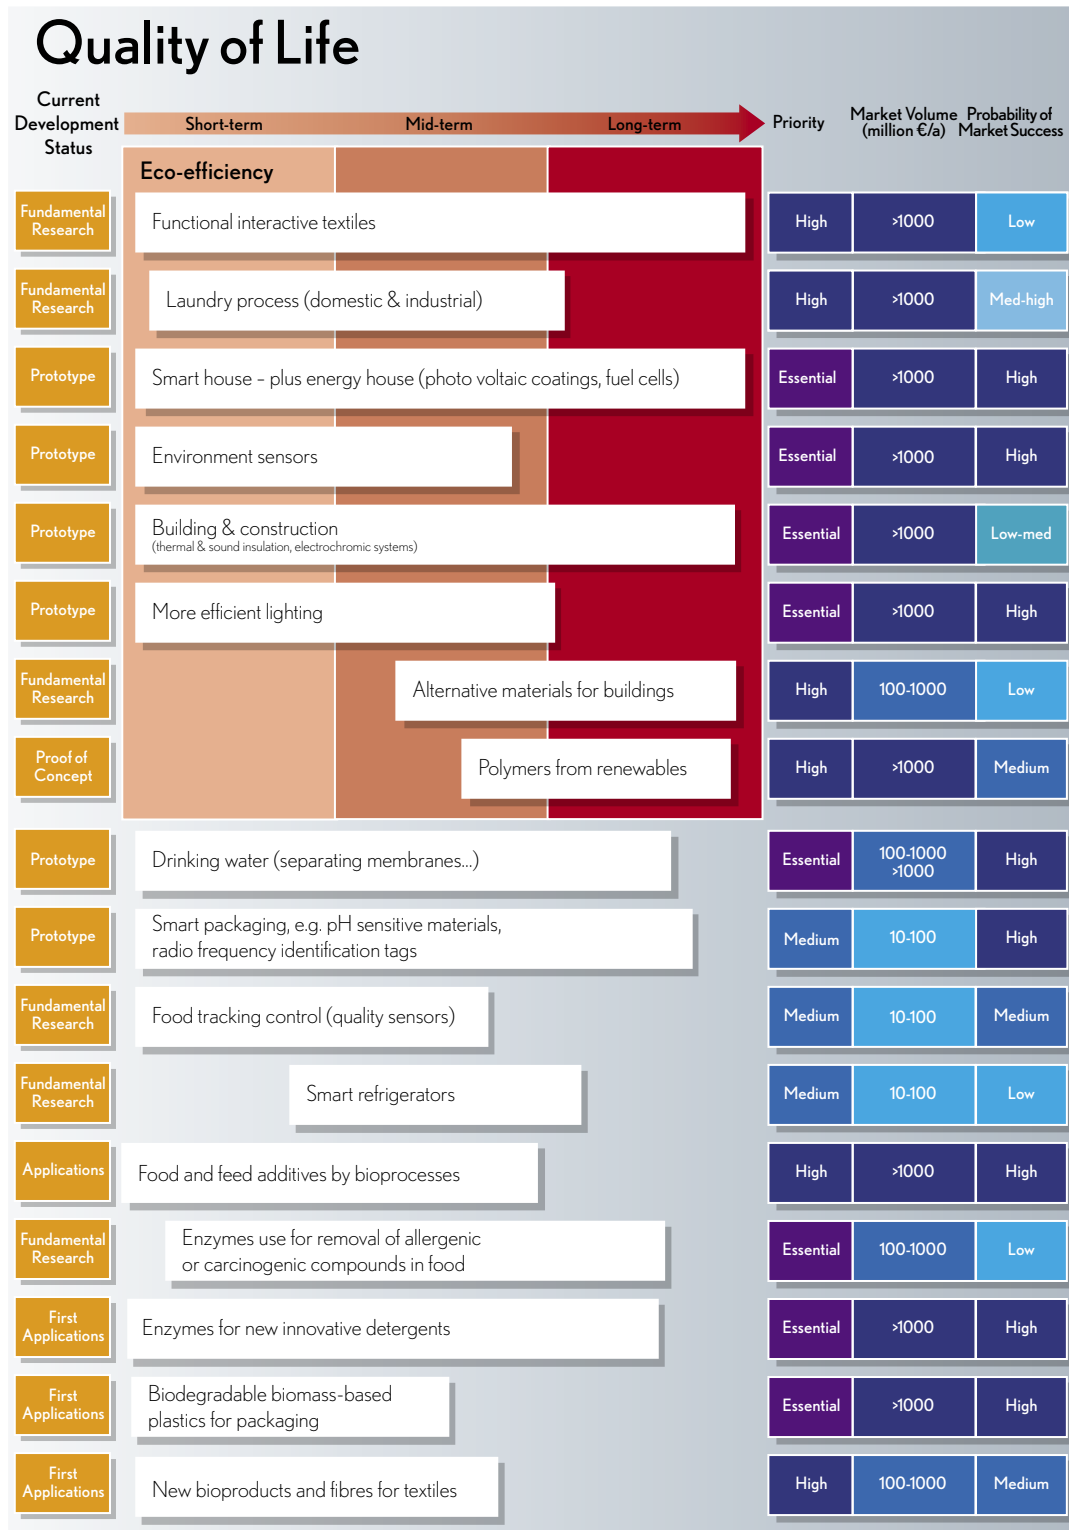 Quality of Life
Current
Development
Status
Short-term
Mid-term
Long-term
Priority
Market Volume
(million €/a)
Probability of
Market Success
Eco-efficiency
Fundamental
Research
Functional interactive textiles
High
>1000
Low
Fundamental
Research
Laundry process (domestic & industrial)
High
>1000
Med-high
Prototype
Smart house – plus energy house (photo voltaic coatings, fuel cells)
Essential
>1000
High
Prototype
Environment sensors
Essential
>1000
High
Prototype
Building & construction
(thermal & sound insulation, electrochromic systems)
Essential
>1000
Low-med
Prototype
More efficient lighting
Essential
>1000
High
Fundamental
Research
Alternative materials for buildings
High
100-1000
Low
Proof of
Concept
Polymers from renewables
High
>1000
Medium
Prototype
Drinking water (separating membranes...)
Essential
100-1000
>1000
High
Prototype
Smart packaging, e.g. pH sensitive materials,
radio frequency identification tags
Medium
10-100
High
Fundamental
Research
Food tracking control (quality sensors)
Medium
10-100
Medium
Fundamental
Research
Smart refrigerators
Medium
10-100
Low
Applications
Food and feed additives by bioprocesses
High
>1000
High
Fundamental
Research
Enzymes use for removal of allergenic
or carcinogenic compounds in food
Essential
100-1000
Low
First
Applications
Enzymes for new innovative detergents
Essential
>1000
High
First
Applications
Biodegradable biomass-based
plastics for packaging
Essential
>1000
High
First
Applications
New bioproducts and fibres for textiles
High
100-1000
Medium